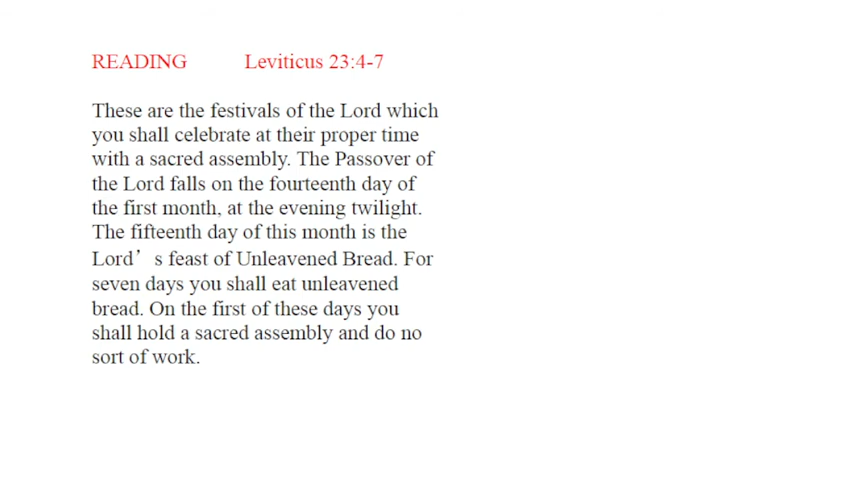 READING Leviticus 23:4-7
These are the festivals of the Lord which
you shall celebrate at their proper time
with a sacred assembly. The Passover of
the Lord falls on the fourteenth day of
the first month, at the evening twilight.
The fifteenth day of this month is the
Lord’s feast of Unleavened Bread. For
seven days you shall eat unleavened
bread. On the first of these days you
shall hold a sacred assembly and do no
sort of work.